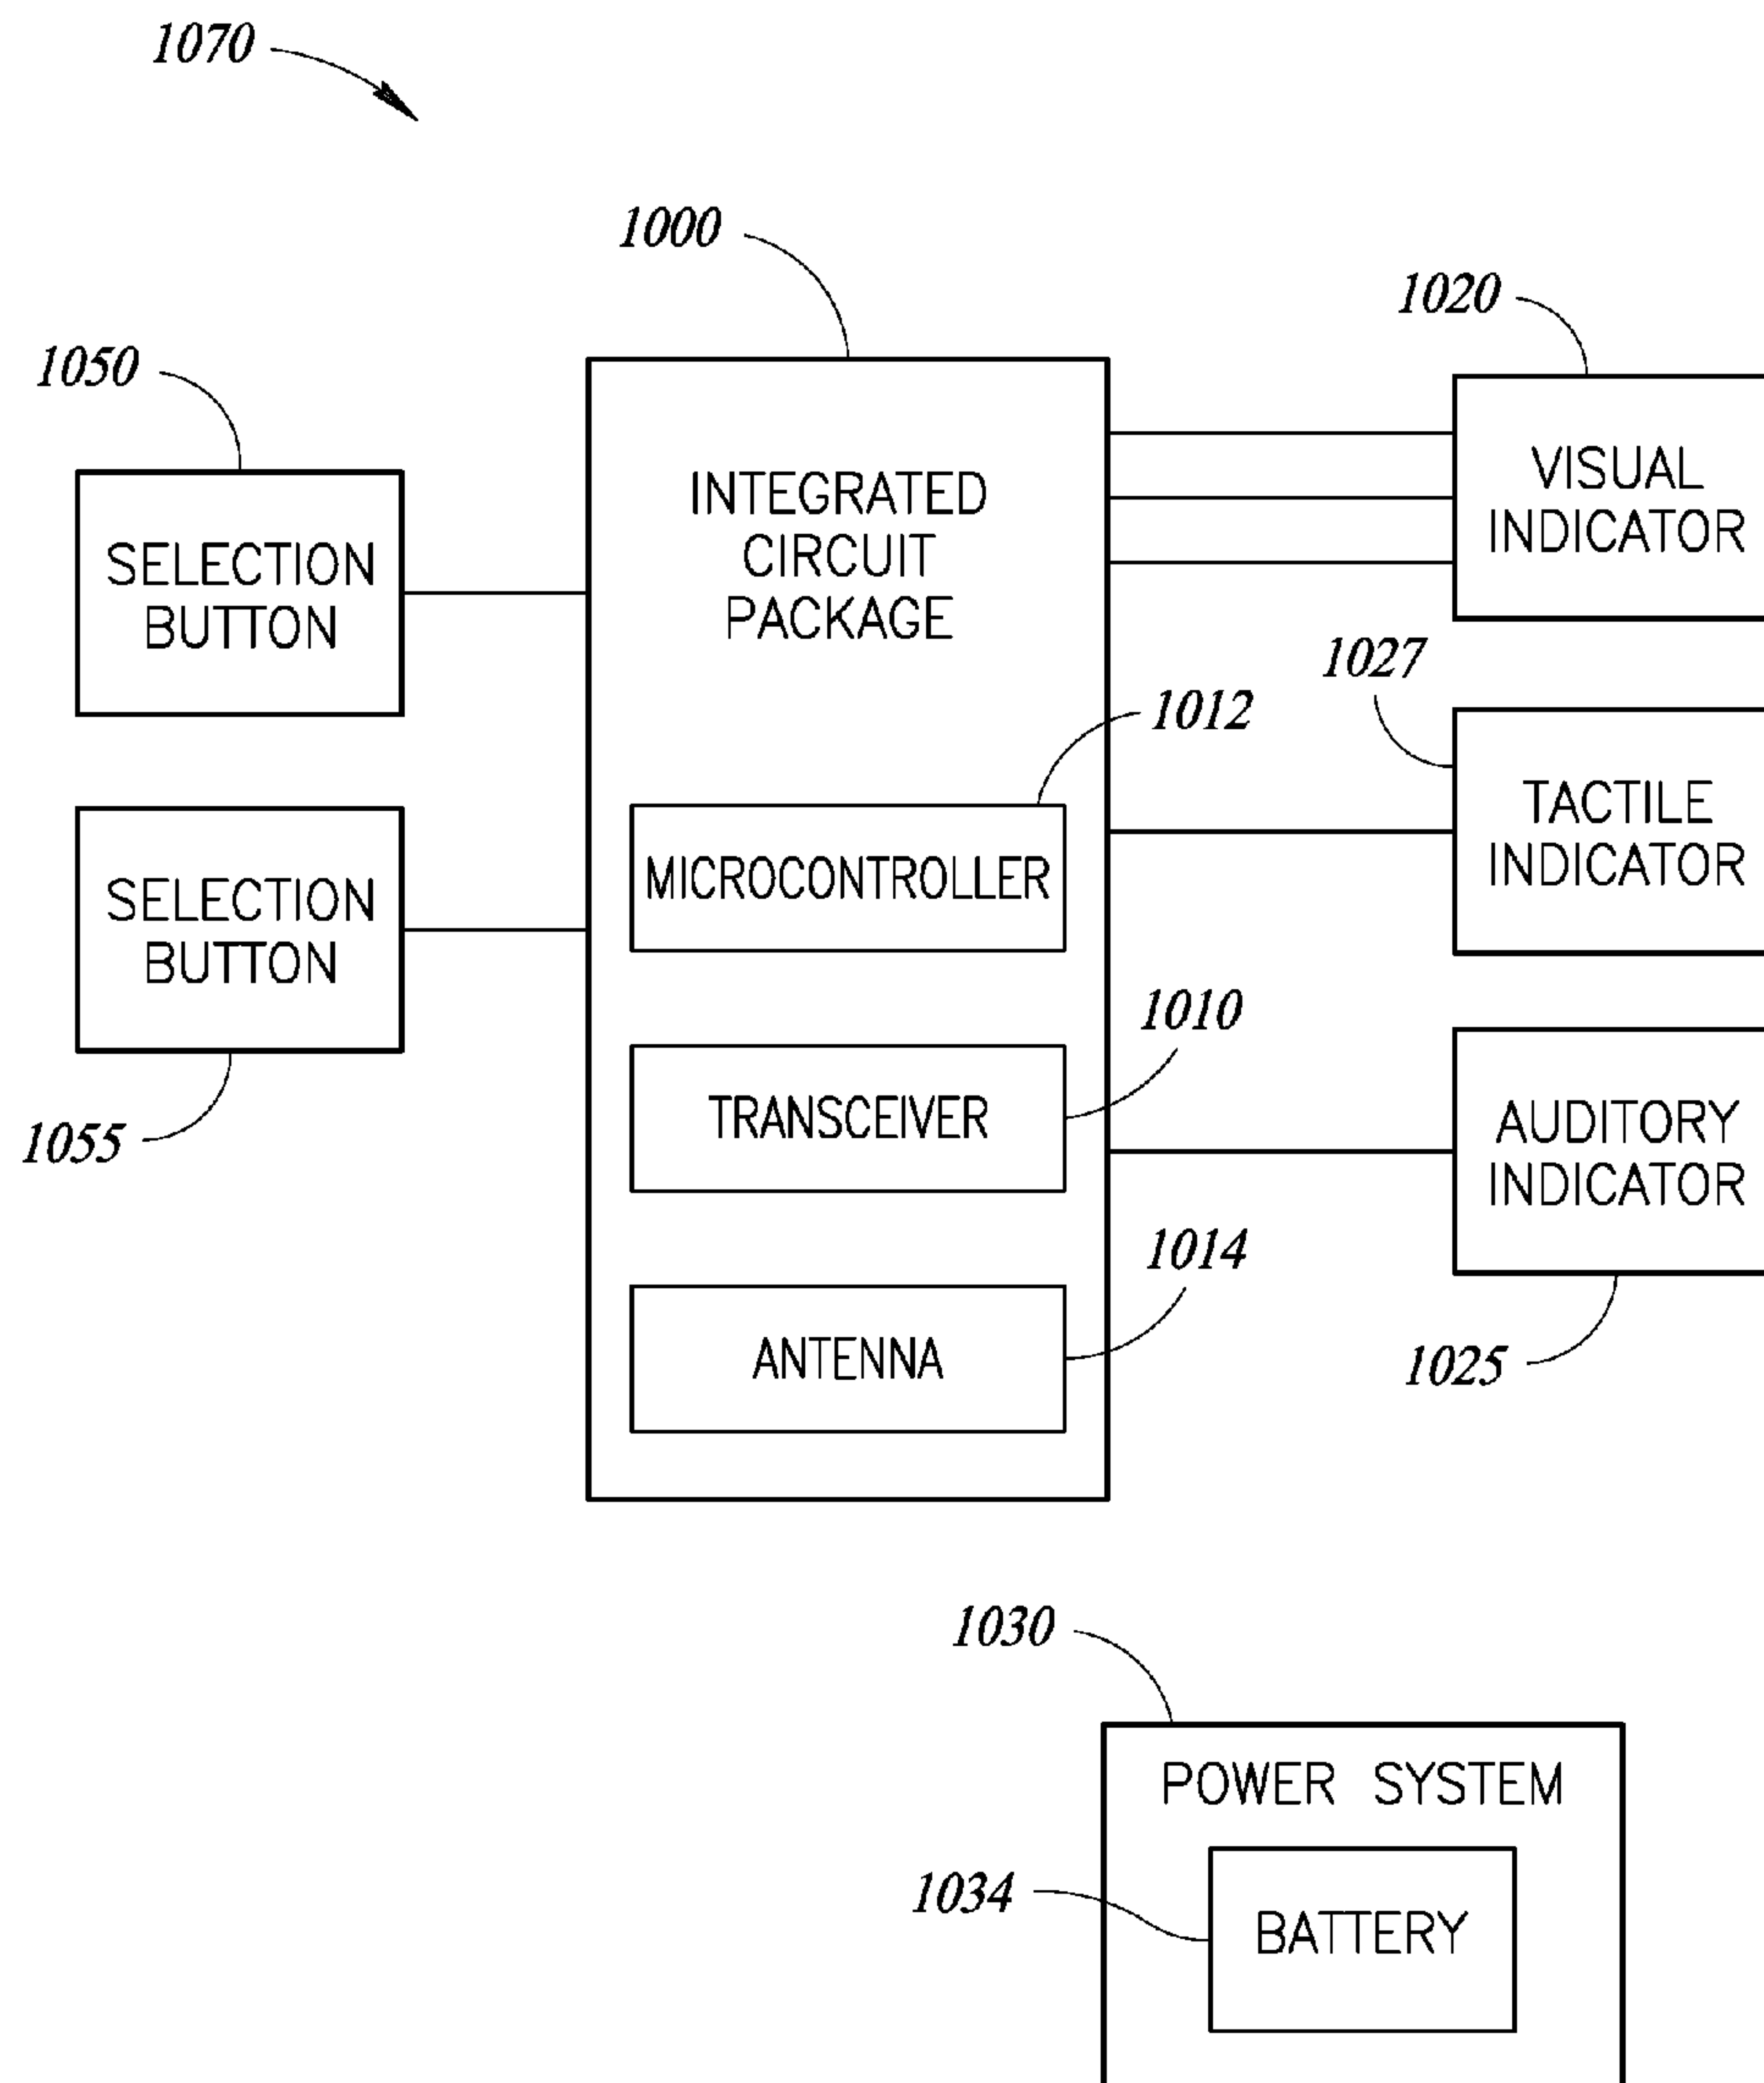 1070
1000
1020
1050
INTEGRATED
CIRCUIT
PACKAGE
VISUAL
INDICATOR
SELECTION
BUTTON
1027
1012
TACTILE
INDICATOR
MICROCONTROLLER
SELECTION
BUTTON
1010
TRANSCEIVER
AUDITORY
INDICATOR
1055
1014
ANTENNA
1025
1030
POWER SYSTEM
1034
BATTERY